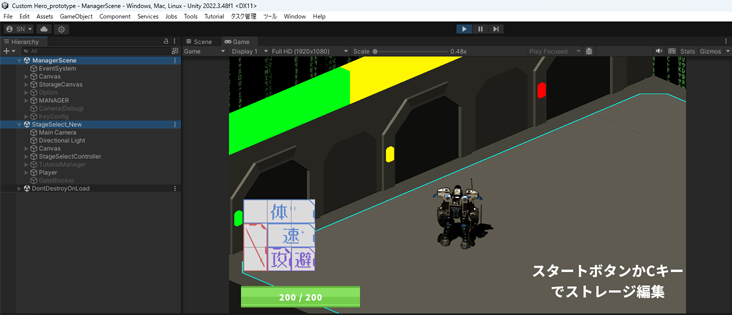 Custom Hero_prototype - ManagerScene - Windows, Mac, Linux - Unity 2022.3.48f1 <DX11>
File Edit Assets GameObject Component Services Jobs Tools Tutorial タスク管理 ツール Window Help
SN
Hierarchy
Scene Game
All
Game Display 1 Full HD (1920x1080) Scale 0.48x Play Focused Stats Gizmos
ManagerScene
EventSystem
Canvas
StorageCanvas
Option
MANAGER
Camera(Debug)
KeyConfig
StageSelect_New
Main Camera
Directional Light
Canvas
StageSelectController
TutorialManager
Player
GateBlocker
DontDestroyOnLoad
体
速
攻 避
200 / 200
スタートボタンかCキー
でストレージ編集